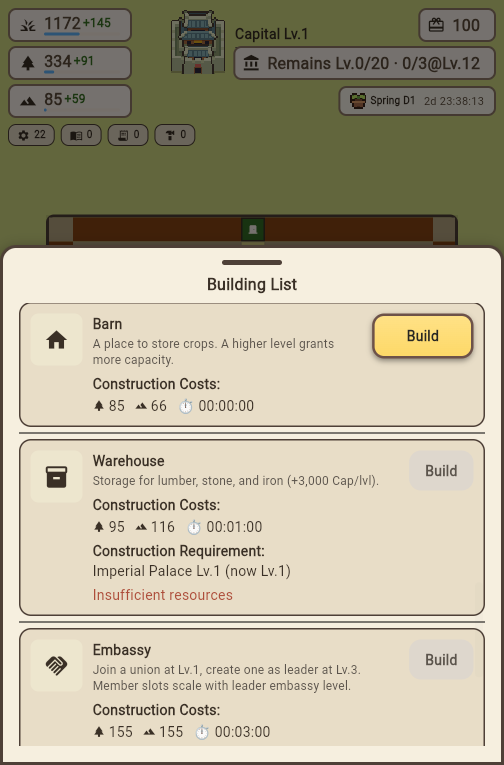 1172 +145
334 +91
85 +59
22
0
0
0
Capital Lv.1
Remains Lv.0/20 · 0/3@Lv.12
100
Spring D1 2d 23:38:13
Building List
Barn
A place to store crops. A higher level grants
more capacity.
Construction Costs:
85 66 00:00:00
Build
Warehouse
Storage for lumber, stone, and iron (+3,000 Cap/lvl).
Construction Costs:
95 116 00:01:00
Construction Requirement:
Imperial Palace Lv.1 (now Lv.1)
Insufficient resources
Build
Embassy
Join a union at Lv.1, create one as leader at Lv.3.
Member slots scale with leader embassy level.
Construction Costs:
155 155 00:03:00
Build